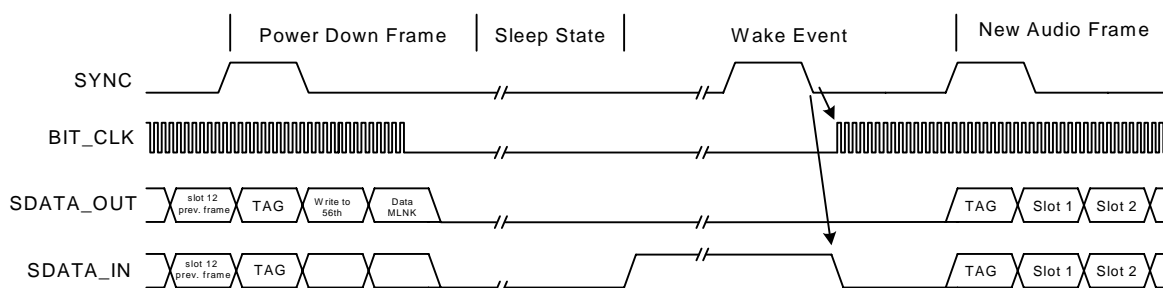 Power Down Frame
Sleep State
Wake Event
New Audio Frame
SYNC
BIT_CLK
SDATA_OUT
slot 12
prev. frame
TAG
Write to
56th
Data
MLNK
TAG
Slot 1
Slot 2
SDATA_IN
slot 12
prev. frame
TAG
TAG
Slot 1
Slot 2